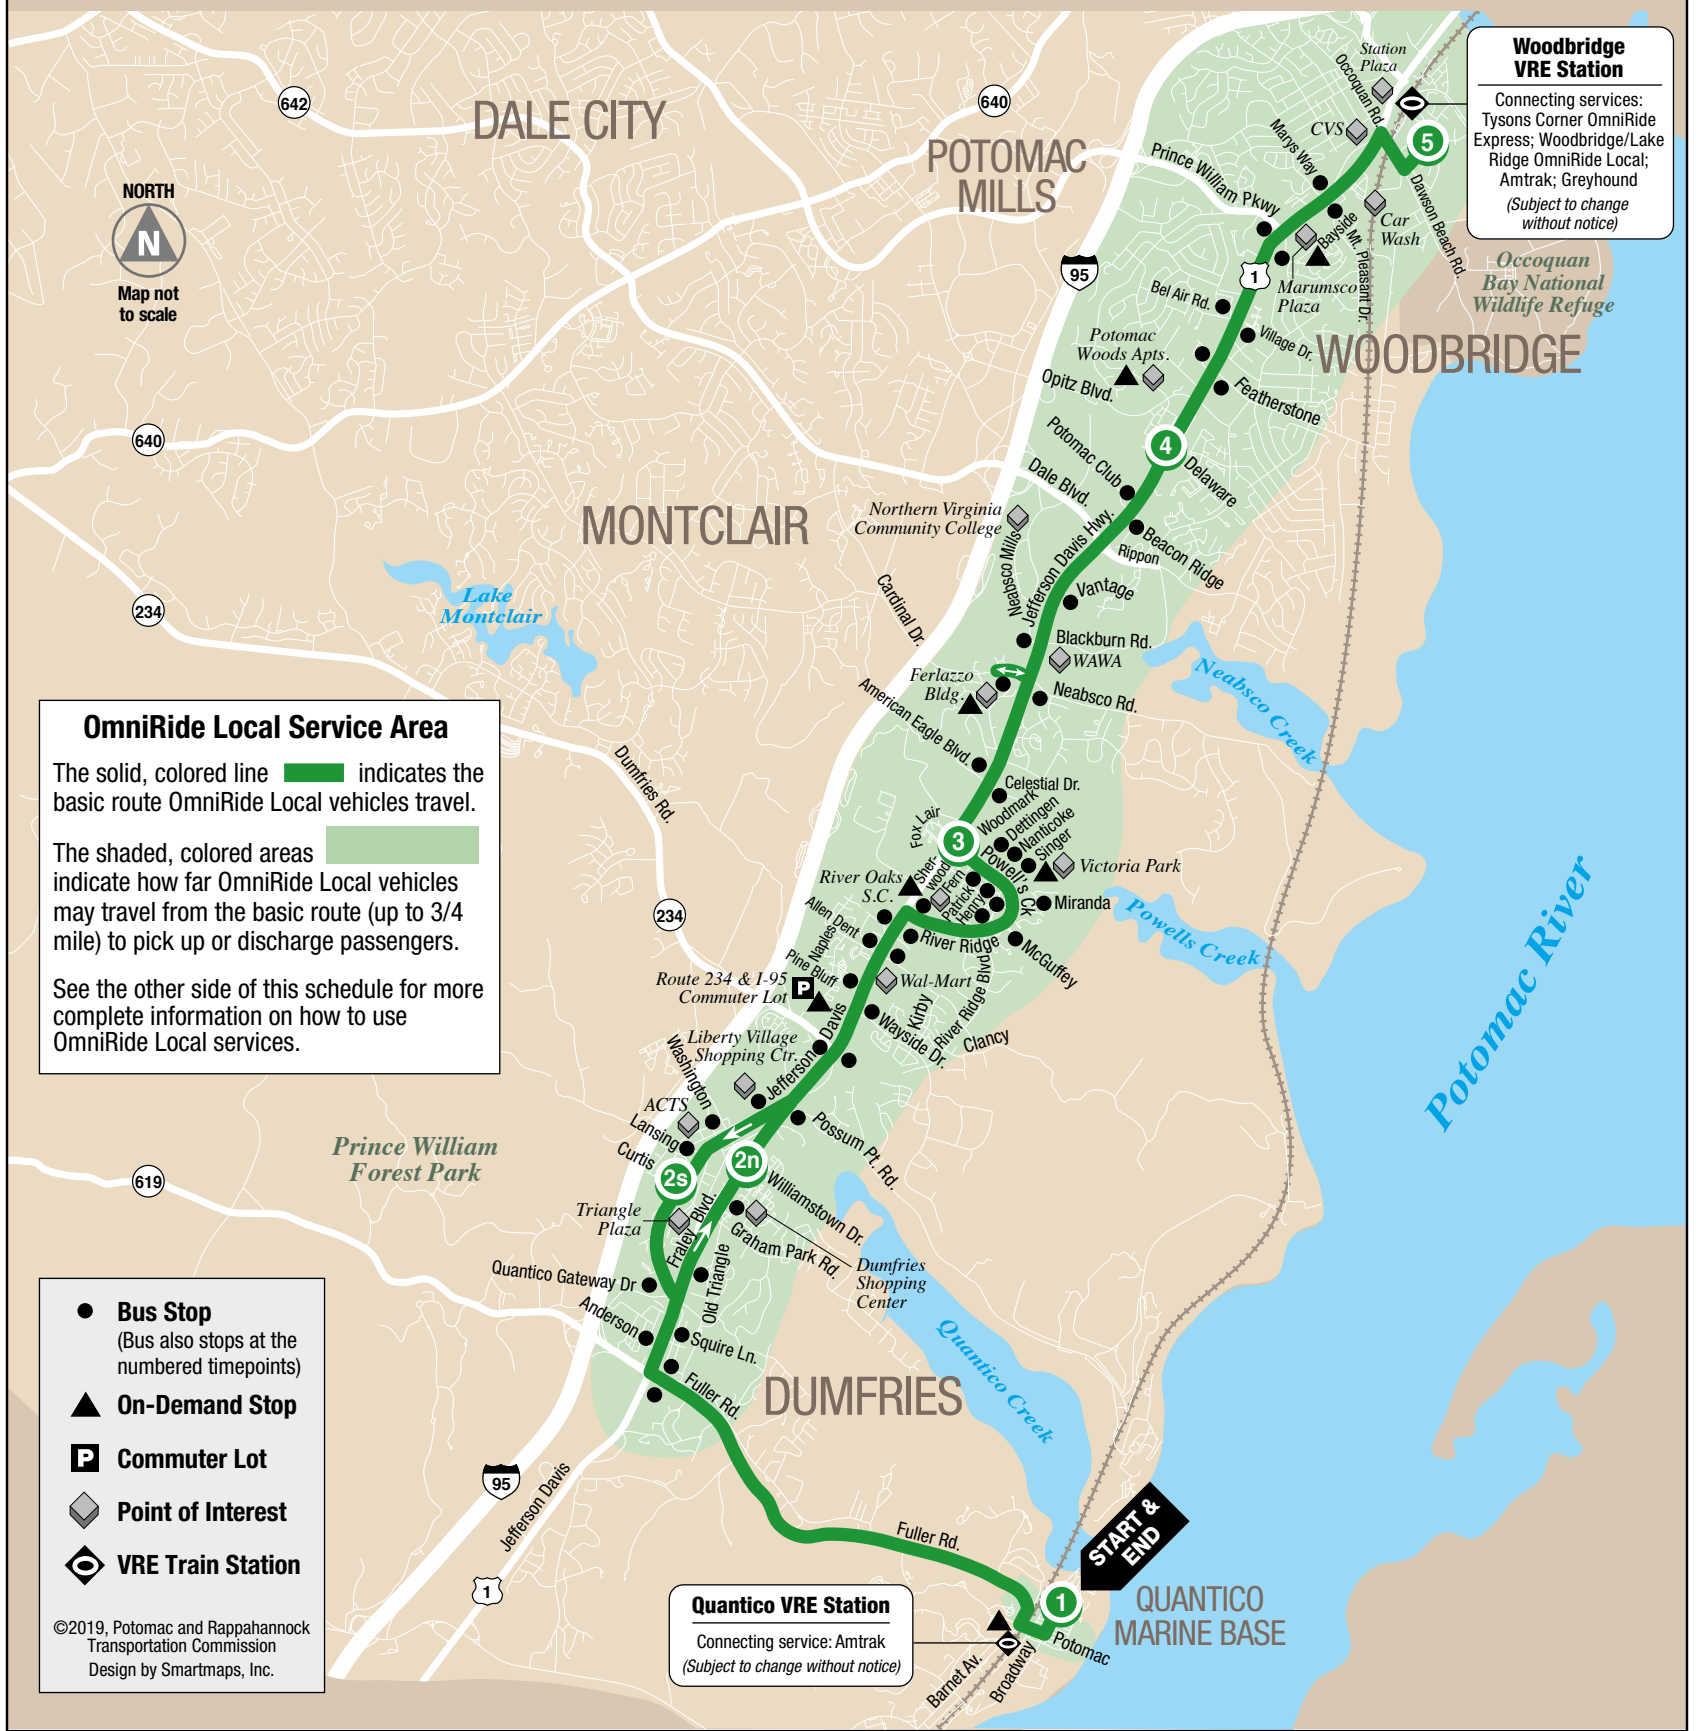 Station
Plaza
Occoquan Rd.
Woodbridge
VRE Station
Connecting services:
Tysons Corner OmniRide
Express; Woodbridge/Lake
Ridge OmniRide Local;
Amtrak; Greyhound
(Subject to change
without notice)
642
DALE CITY
640
POTOMAC
MILLS
CVS
5
Marys Way
Prince William Pkwy
Dawson Beach Rd.
Car
Wash
Bayside
Mt. Pleasant Dr.
NORTH
N
Map not
to scale
95
1
Marumsco
Plaza
Occoquan
Bay National
Wildlife Refuge
Bel Air Rd.
Village Dr.
WOODBRIDGE
Potomac
Woods Apts.
Opitz Blvd.
Featherstone
640
4
Potomac Club
Delaware
Dale Blvd.
MONTCLAIR
Northern Virginia
Community College
Neabsco Mills
Jefferson Davis Hwy.
Beacon Ridge
Rippon
Cardinal Dr.
Vantage
Lake
Montclair
234
Blackburn Rd.
WAWA
Neabsco Creek
Ferlazzo
Bldg.
Neabsco Rd.
American Eagle Blvd.
OmniRide Local Service Area
The solid, colored line indicates the
basic route OmniRide Local vehicles travel.
The shaded, colored areas
indicate how far OmniRide Local vehicles
may travel from the basic route (up to 3/4
mile) to pick up or discharge passengers.
See the other side of this schedule for more
complete information on how to use
OmniRide Local services.
Dumfries Rd.
Celestial Dr.
Fox Lair
Woodmark
Dettingen
Nanticoke
Singer
3
Powell's Ck
Victoria Park
River Oaks
S.C.
Sher-
wood
Fern
Patrick
Henry
Miranda
Powells Creek
234
Allen Dent
Naples
River Ridge
McGuffey
Pine Bluff
Route 234 & I-95
Commuter Lot
P
Wal-Mart
Kirby
River Ridge Blvd
Wayside Dr.
Clancy
Potomac River
Liberty Village
Shopping Ctr.
Jefferson Davis
Washington
ACTS
Lansing
Curtis
Possum Pt. Rd.
Prince William
Forest Park
619
2s
2n
Williamstown Dr.
Triangle
Plaza
Fraley Blvd.
Graham Park Rd.
Dumfries
Shopping
Center
Quantico Gateway Dr
Old Triangle
Anderson
Squire Ln.
Quantico Creek
Fuller Rd.
DUMFRIES
Bus Stop
(Bus also stops at the
numbered timepoints)
On-Demand Stop
P
Commuter Lot
Point of Interest
VRE Train Station
©2019, Potomac and Rappahannock
Transportation Commission
Design by Smartmaps, Inc.
95
Jefferson Davis
1
Fuller Rd.
START &
END
1
QUANTICO
MARINE BASE
Quantico VRE Station
Connecting service: Amtrak
(Subject to change without notice)
Potomac
Barnet Av.
Broadway